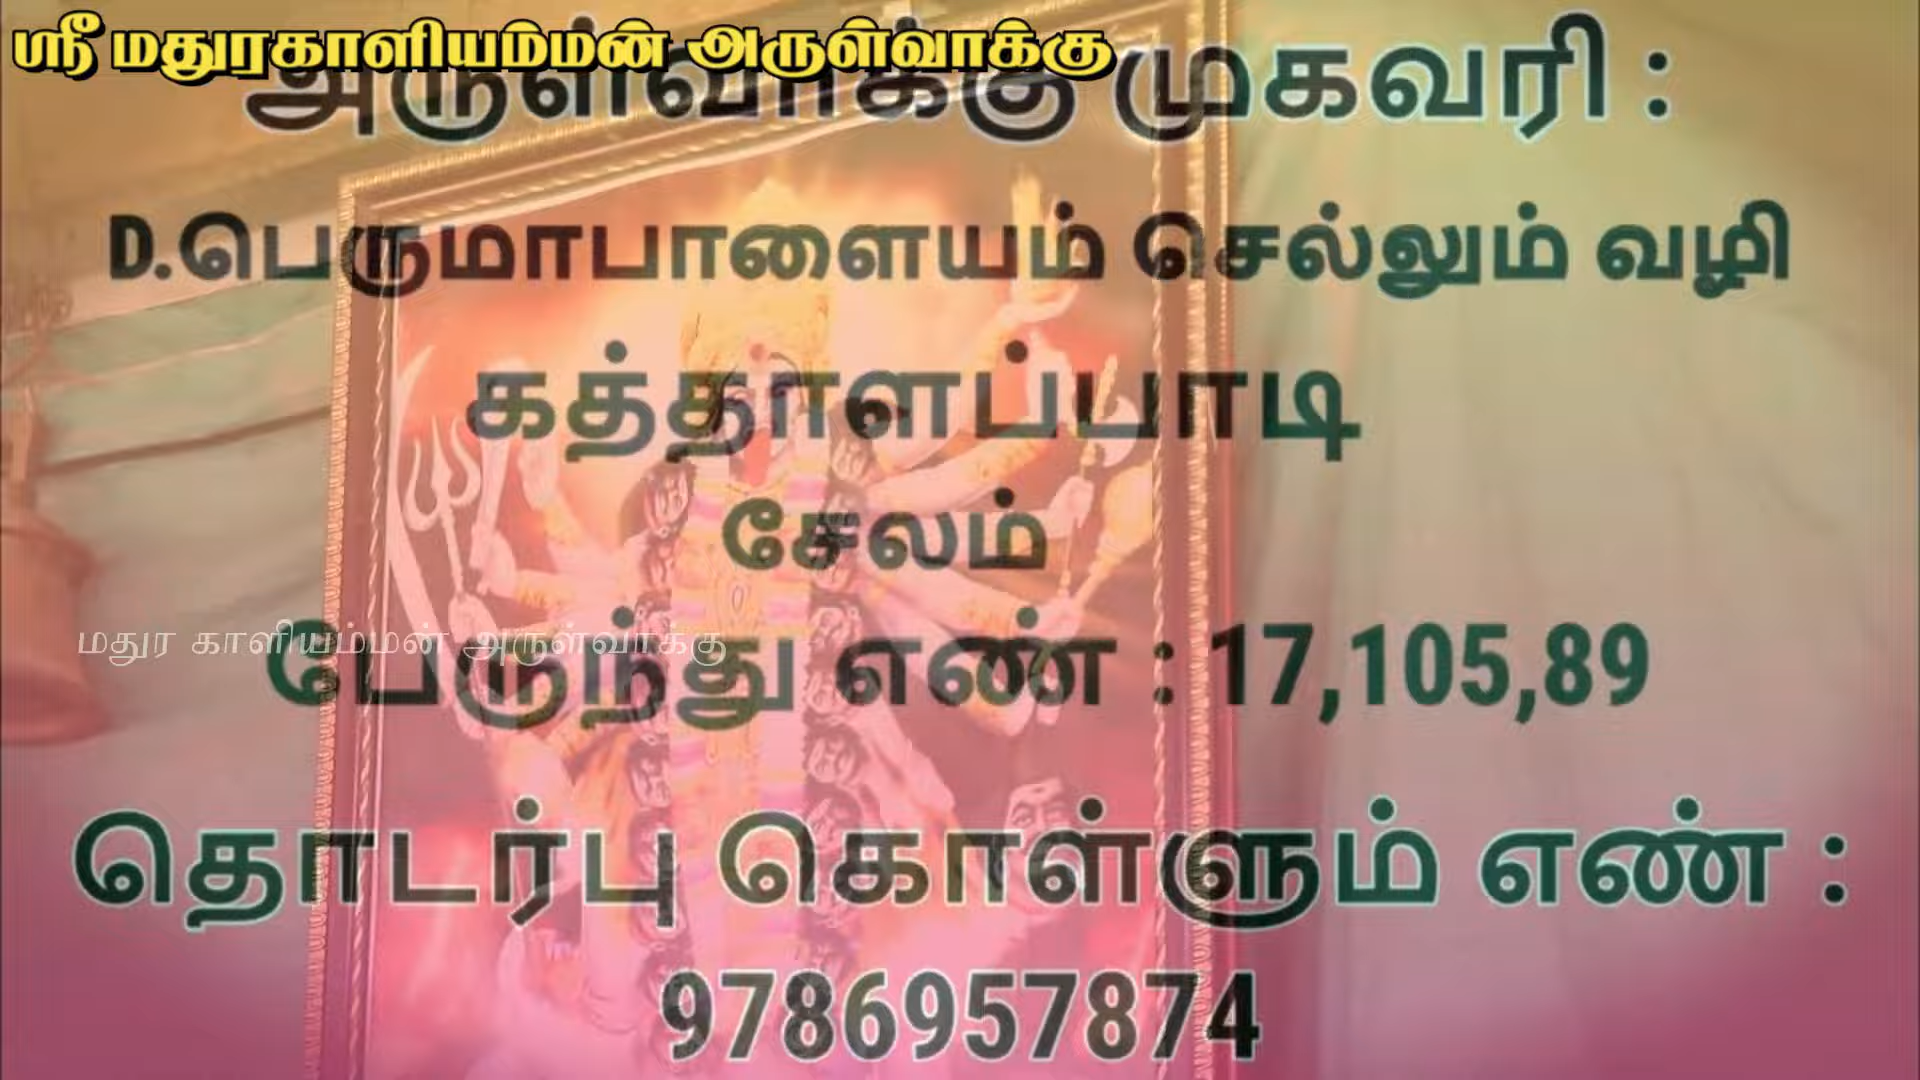 ஸ்ரீ மதுரகாளியம்மன் அருள்வாக்கு
அருள்வாக்கு முகவரி :
D.பெருமாபாளையம் செல்லும் வழி
கத்தாளப்பாடி
சேலம்
மதுர காளியம்மன் அருள்வாக்கு
பேருந்து எண் : 17,105,89
தொடர்பு கொள்ளும் எண் :
9786957874